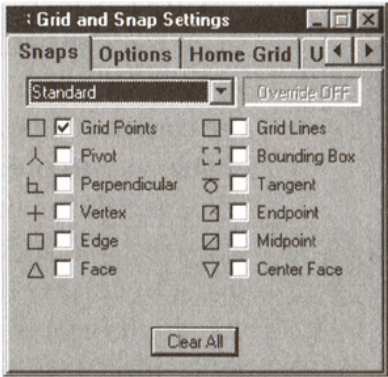 Grid and Snap Settings
Snaps Options Home Grid U
Standard Override OFF
Grid Points Grid Lines
Pivot Bounding Box
Perpendicular Tangent
Vertex Endpoint
Edge Midpoint
Face Center Face
Clear All